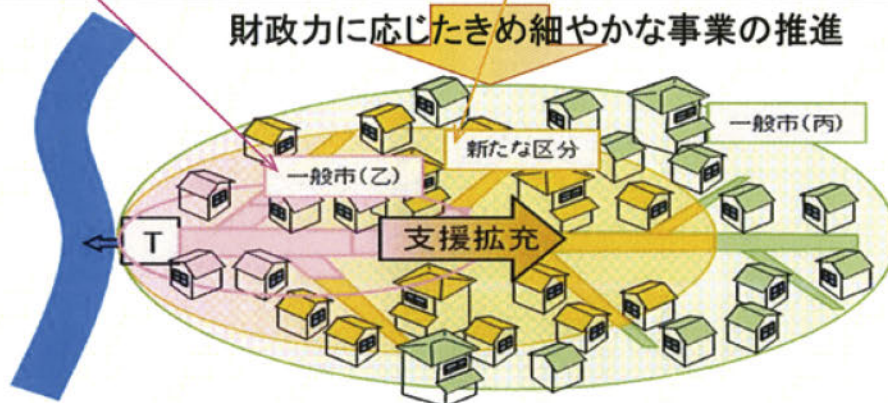 財政力に応じたきめ細やかな事業の推進
一般市(丙)
新たな区分
一般市(乙)
T
支援拡充